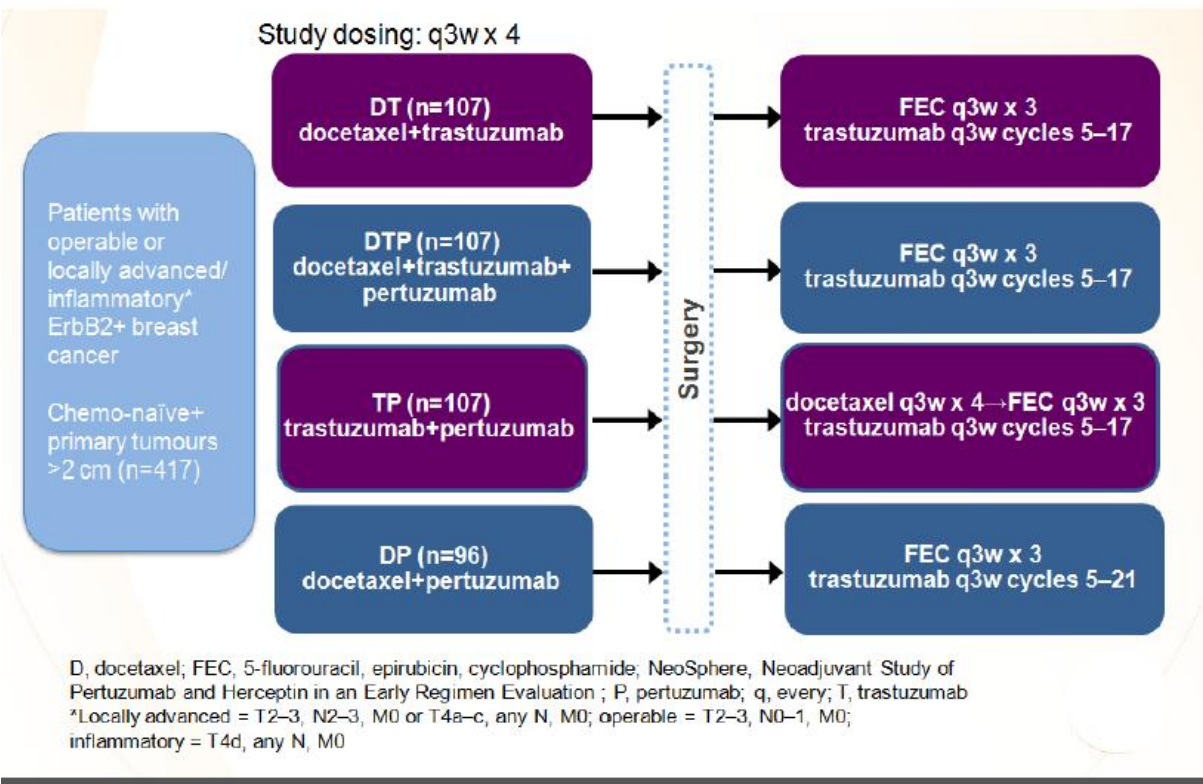 Study dosing: q3w x 4
Patients with
operable or
locally advanced/
inflammatory*
ErbB2+ breast
cancer
Chemo-naïve+
primary tumours
>2 cm (n=417)
DT (n=107)
docetaxel+trastuzumab
DTP (n=107)
docetaxel+trastuzumab+
pertuzumab
TP (n=107)
trastuzumab+pertuzumab
DP (n=96)
docetaxel+pertuzumab
Surgery
FEC q3w x 3
trastuzumab q3w cycles 5–17
FEC q3w x 3
trastuzumab q3w cycles 5–17
docetaxel q3w x 4→FEC q3w x 3
trastuzumab q3w cycles 5–17
FEC q3w x 3
trastuzumab q3w cycles 5–21
D, docetaxel; FEC, 5-fluorouracil, epirubicin, cyclophosphamide; NeoSphere, Neoadjuvant Study of
Pertuzumab and Herceptin in an Early Regimen Evaluation ; P, pertuzumab; q, every; T, trastuzumab
*Locally advanced = T2–3, N2–3, M0 or T4a–c, any N, M0; operable = T2–3, N0–1, M0;
inflammatory = T4d, any N, M0